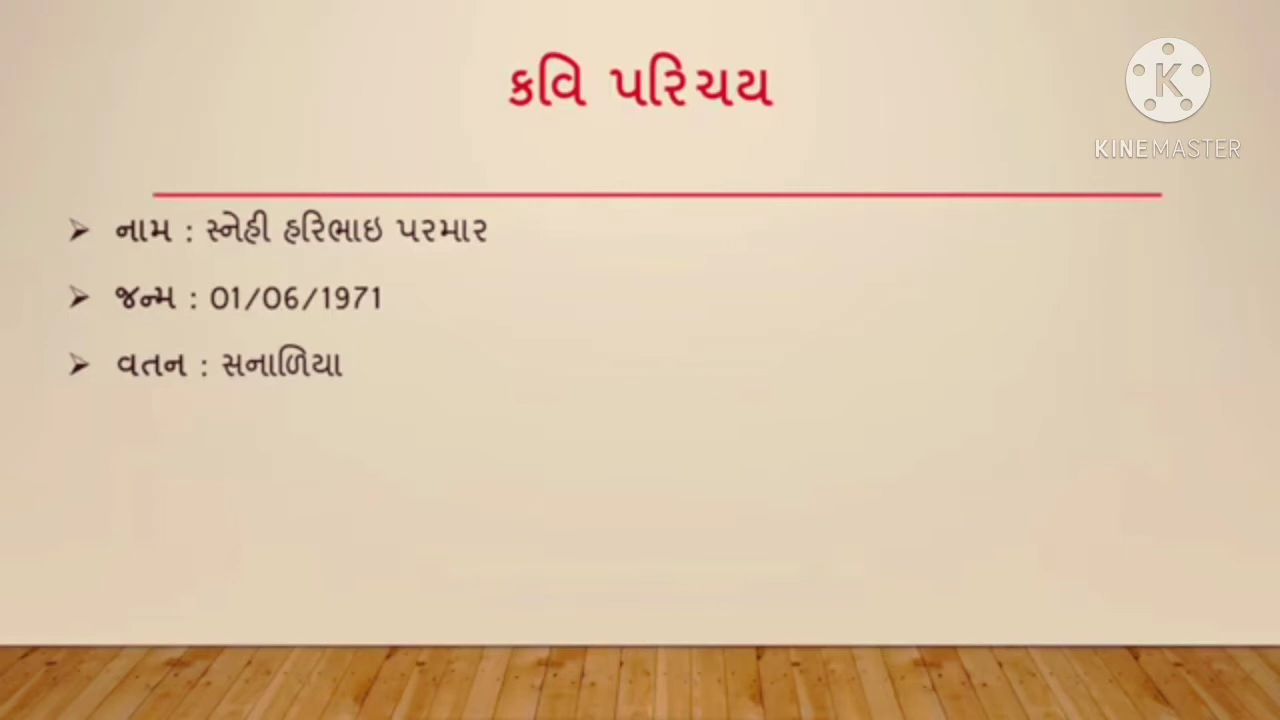 કવિ પરિચય
K
KINEMASTER
➢ નામ : સ્નેહી હરિભાઇ પરમાર
➢ જન્મ : 01/06/1971
➢ વતન : સનાળિયા